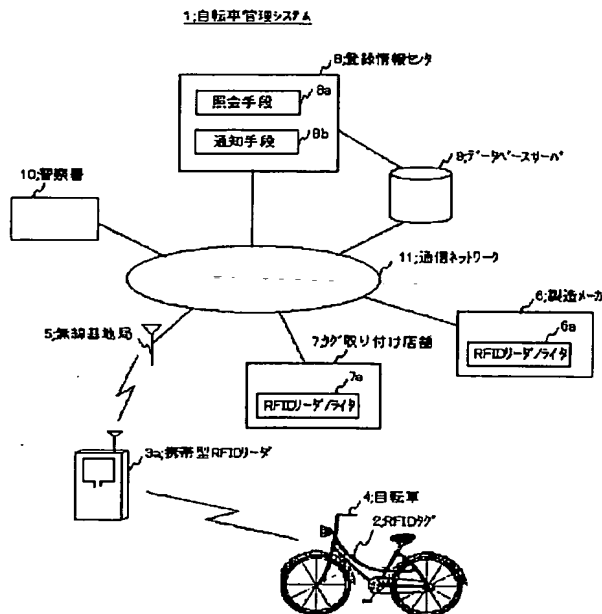 1;自転車管理システム
8;登録情報センタ
照会手段
8a
通知手段
8b
9;データベースサーバ
10;警察署
11;通信ネットワーク
6;製造メーカ
6a
RFIDリーダ/ライタ
5;無線基地局
7;タグ取り付け店舗
7a
RFIDリーダ/ライタ
3a;携帯型RFIDリーダ
4;自転車
2;RFIDタグ